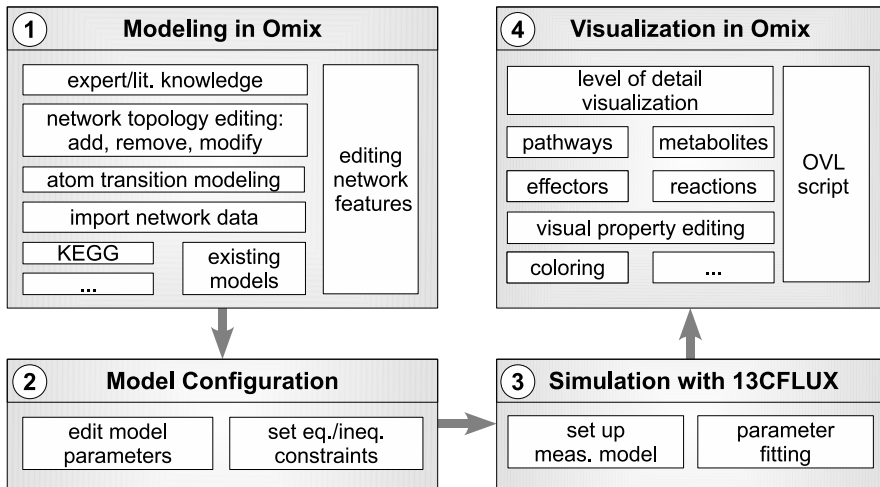 1 Modeling in Omix
expert/lit. knowledge
network topology editing:
add, remove, modify
atom transition modeling
import network data
KEGG
...
existing
models
editing
network
features
2 Model Configuration
edit model
parameters
set eq./ineq.
constraints
3 Simulation with 13CFLUX
set up
meas. model
parameter
fitting
4 Visualization in Omix
level of detail
visualization
pathways
metabolites
effectors
reactions
visual property editing
coloring
...
OVL
script